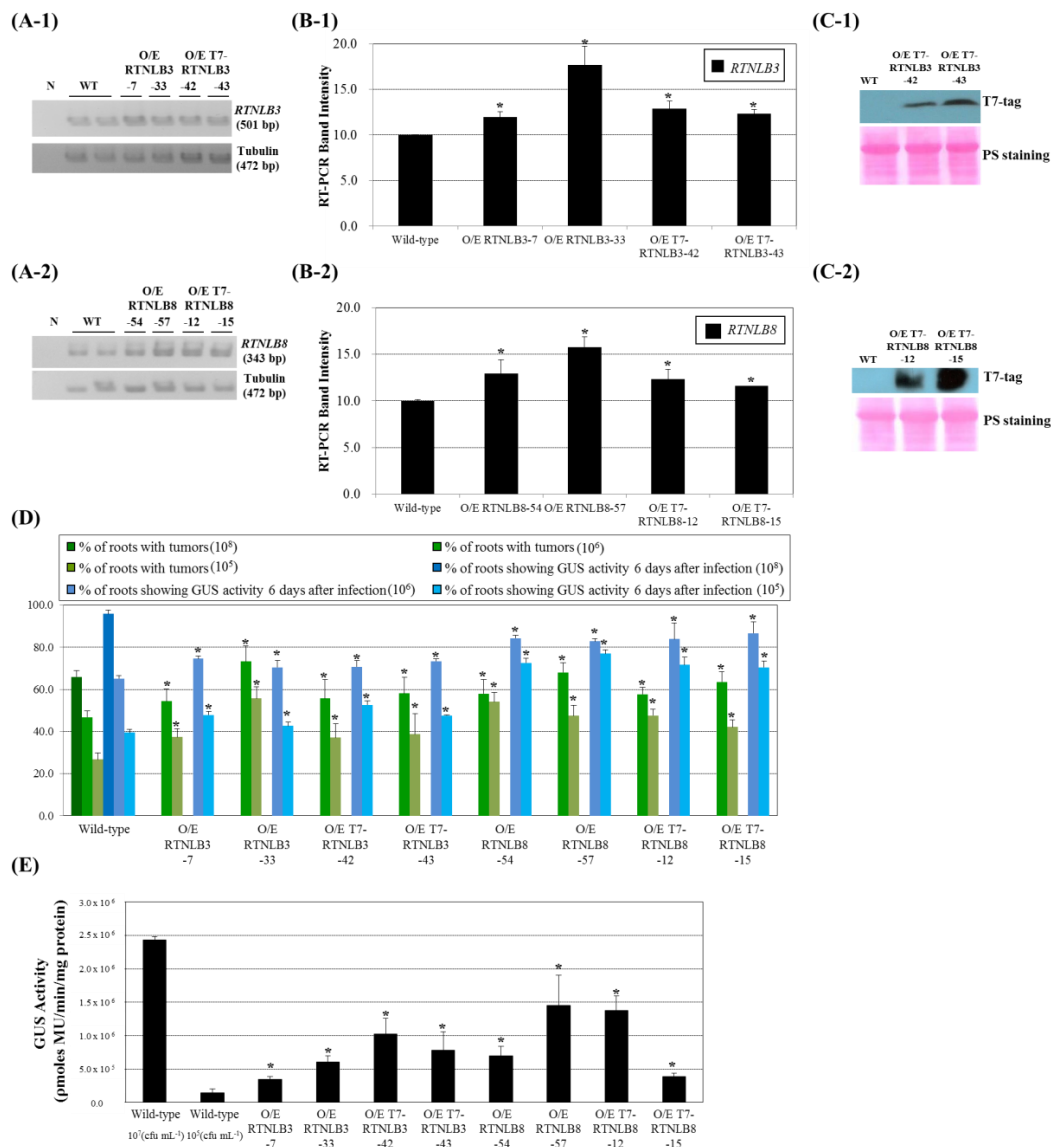 (A-1)
O/E O/E T7-
RTNLB3 RTNLB3
N WT -7 -33 -42 -43
RTNLB3
(501 bp)
Tubulin
(472 bp)
(B-1)
20.0
15.0
10.0
5.0
0.0
RT-PCR Band Intensity
* * * *
RTNLB3
Wild-type O/E RTNLB3-7 O/E RTNLB3-33 O/E T7- O/E T7-
RTNLB3-42 RTNLB3-43
(C-1)
O/E T7- O/E T7-
RTNLB3 RTNLB3
WT -42 -43
T7-tag
PS staining
(A-2)
O/E O/E T7-
RTNLB8 RTNLB8
N WT -54 -57 -12 -15
RTNLB8
(343 bp)
Tubulin
(472 bp)
(B-2)
20.0
15.0
10.0
5.0
0.0
RT-PCR Band Intensity
* * * *
RTNLB8
Wild-type O/E RTNLB8-54 O/E RTNLB8-57 O/E T7- O/E T7-
RTNLB8-12 RTNLB8-15
(C-2)
O/E T7- O/E T7-
RTNLB8 RTNLB8
WT -12 -15
T7-tag
PS staining
(D)
% of roots with tumors (10⁸) % of roots with tumors (10⁶)
% of roots with tumors (10⁵) % of roots showing GUS activity 6 days after infection (10⁸)
% of roots showing GUS activity 6 days after infection (10⁶) % of roots showing GUS activity 6 days after infection (10⁵)
100.0
80.0
60.0
40.0
20.0
0.0
* * * * * * * * * * * * * * * * * * * * * * * * * * * * * * * *
Wild-type O/E O/E O/E T7- O/E T7- O/E O/E O/E T7- O/E T7-
RTNLB3 RTNLB3 RTNLB3 RTNLB3 RTNLB8 RTNLB8 RTNLB8 RTNLB8
-7 -33 -42 -43 -54 -57 -12 -15
(E)
3.0 x 10⁶
2.5 x 10⁶
2.0 x 10⁶
1.5 x 10⁶
1.0 x 10⁶
5.0 x 10⁵
0.0
GUS Activity
(pmoles MU/min/mg protein)
* * * * * * * *
Wild-type Wild-type O/E O/E O/E T7- O/E T7- O/E O/E O/E T7- O/E T7-
10⁷(cfu mL⁻¹) 10⁵(cfu mL⁻¹) RTNLB3 RTNLB3 RTNLB3 RTNLB3 RTNLB8 RTNLB8 RTNLB8 RTNLB8
-7 -33 -42 -43 -54 -57 -12 -15